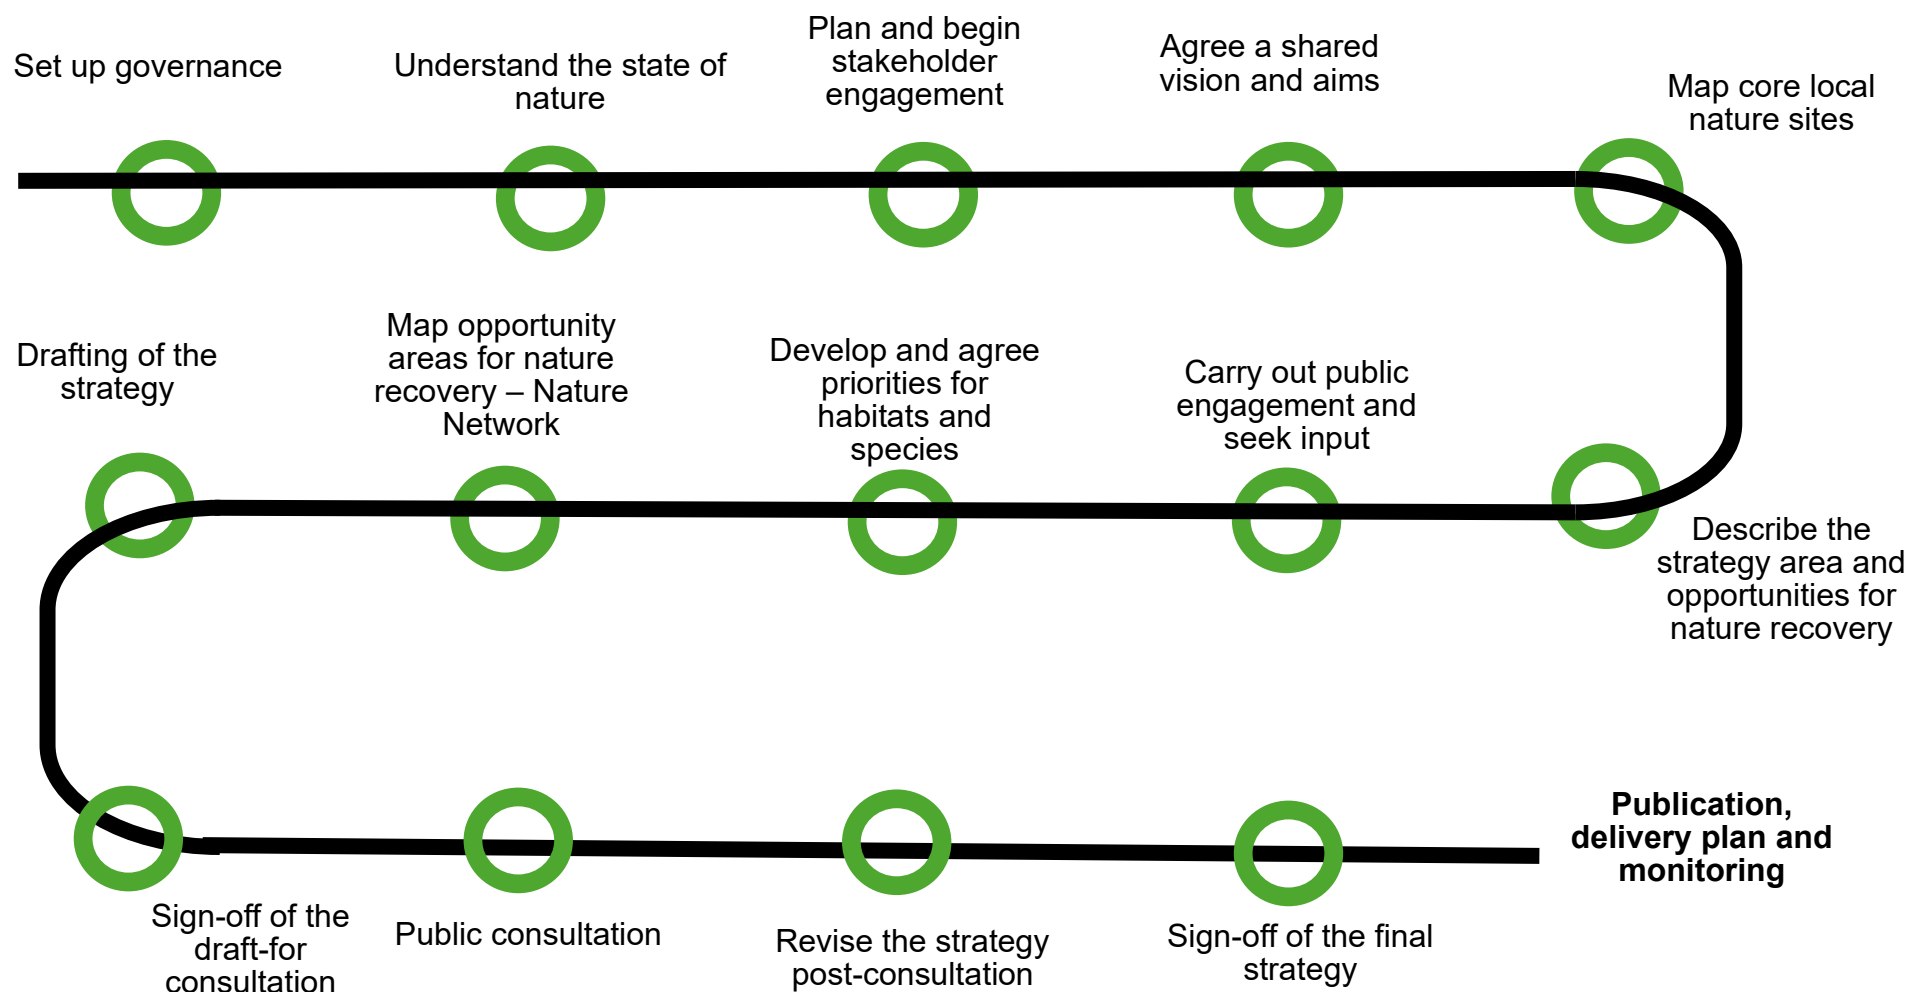 Set up governance
Understand the state of
nature
Plan and begin
stakeholder
engagement
Agree a shared
vision and aims
Map core local
nature sites
Describe the
strategy area and
opportunities for
nature recovery
Carry out public
engagement and
seek input
Develop and agree
priorities for
habitats and
species
Map opportunity
areas for nature
recovery – Nature
Network
Drafting of the
strategy
Sign-off of the
draft-for
consultation
Public consultation
Revise the strategy
post-consultation
Sign-off of the final
strategy
Publication,
delivery plan and
monitoring